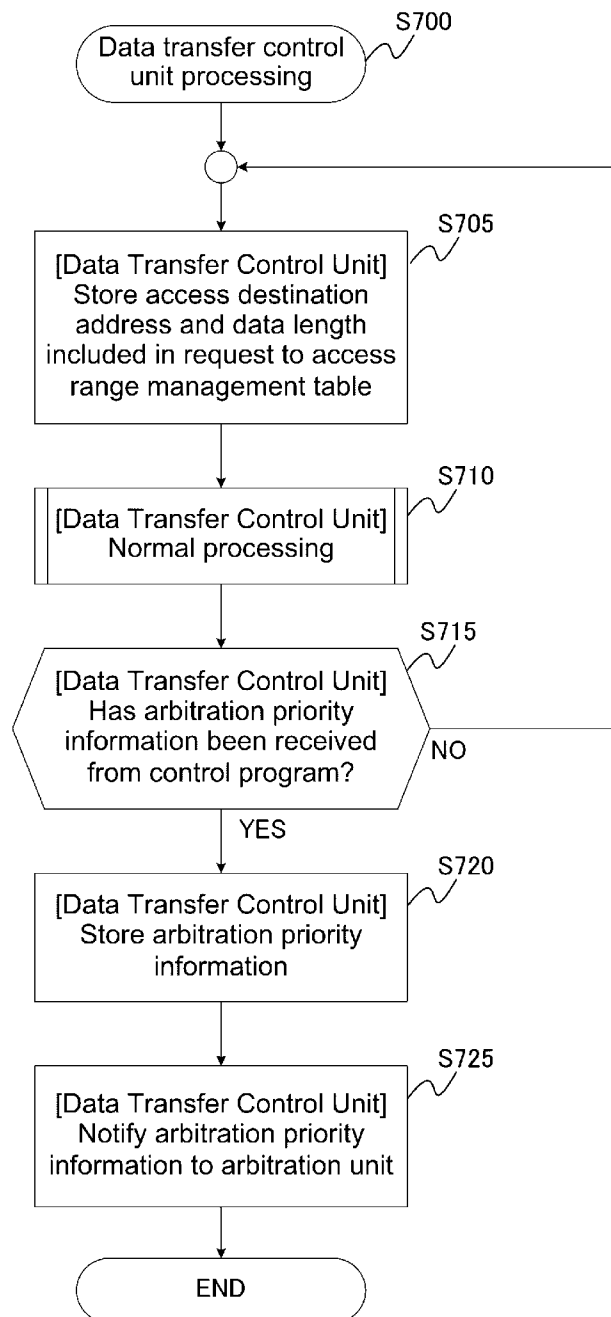 S700
Data transfer control
unit processing
S705
[Data Transfer Control Unit]
Store access destination
address and data length
included in request to access
range management table
S710
[Data Transfer Control Unit]
Normal processing
S715
[Data Transfer Control Unit]
Has arbitration priority
information been received
from control program?
NO
YES
S720
[Data Transfer Control Unit]
Store arbitration priority
information
S725
[Data Transfer Control Unit]
Notify arbitration priority
information to arbitration unit
END